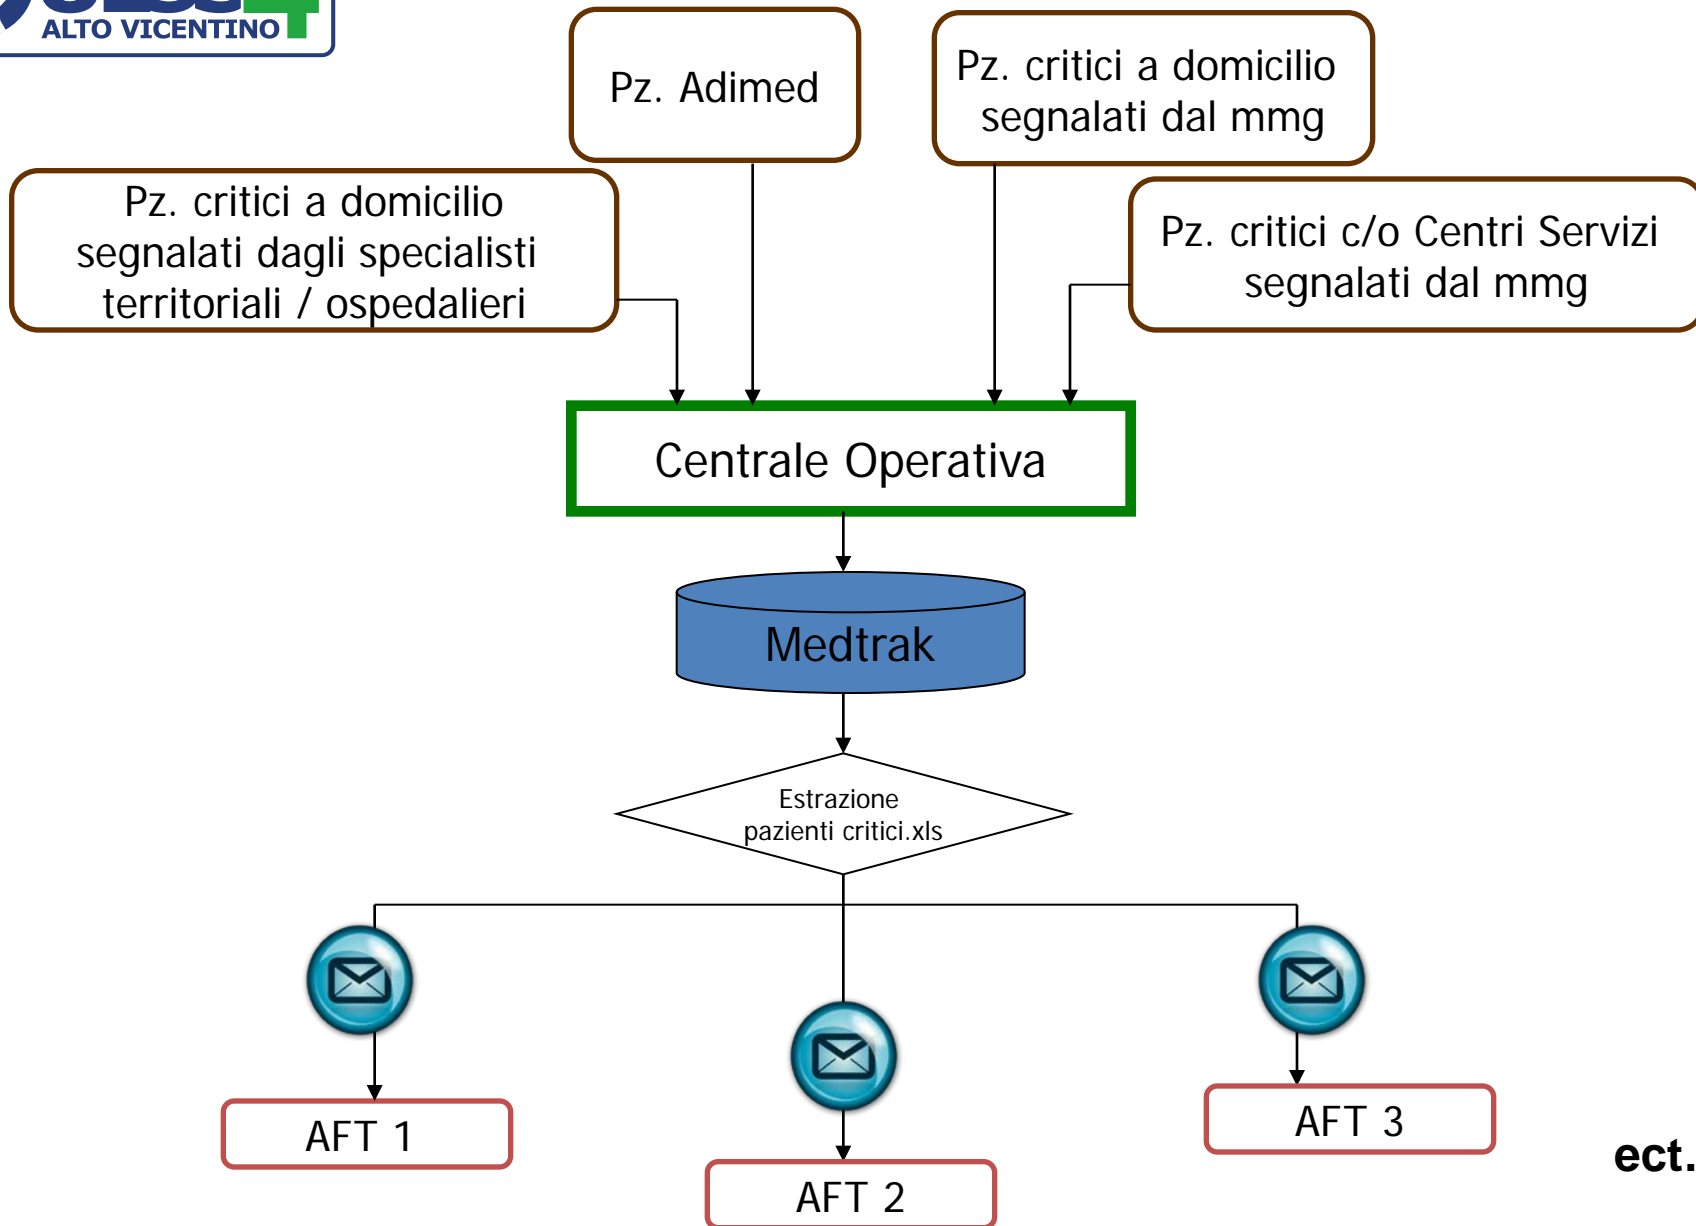 ALTO VICENTINO
Pz. Adimed
Pz. critici a domicilio
segnalati dal mmg
Pz. critici a domicilio
segnalati dagli specialisti
territoriali / ospedalieri
Pz. critici c/o Centri Servizi
segnalati dal mmg
Centrale Operativa
Medtrak
Estrazione
pazienti critici.xls
AFT 1
AFT 2
AFT 3
ect.